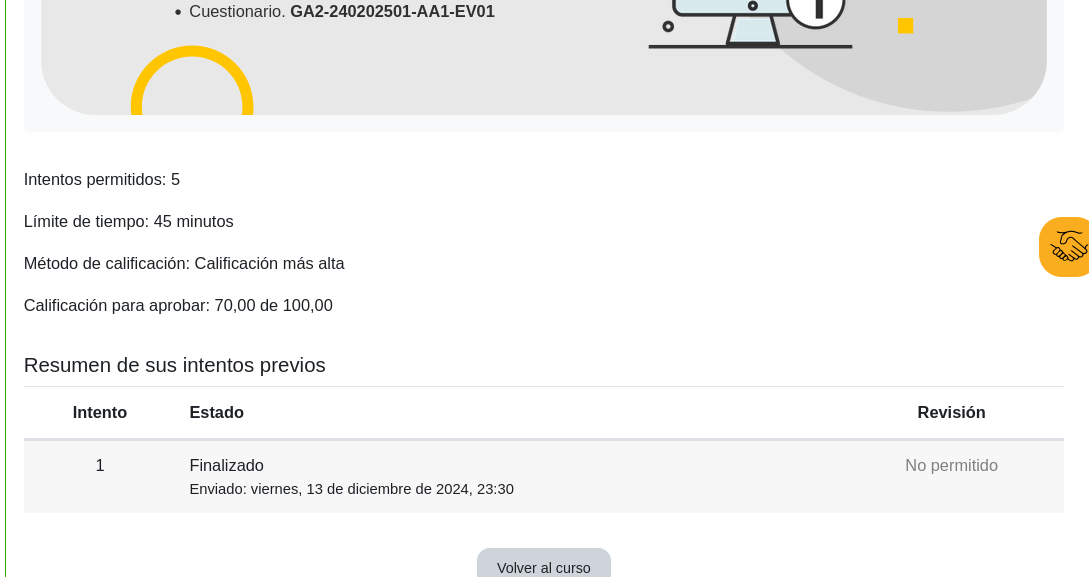 • Cuestionario. GA2-240202501-AA1-EV01
Intentos permitidos: 5
Límite de tiempo: 45 minutos
Método de calificación: Calificación más alta
Calificación para aprobar: 70,00 de 100,00
Resumen de sus intentos previos
Intento Estado Revisión
1 Finalizado No permitido
Enviado: viernes, 13 de diciembre de 2024, 23:30
Volver al curso